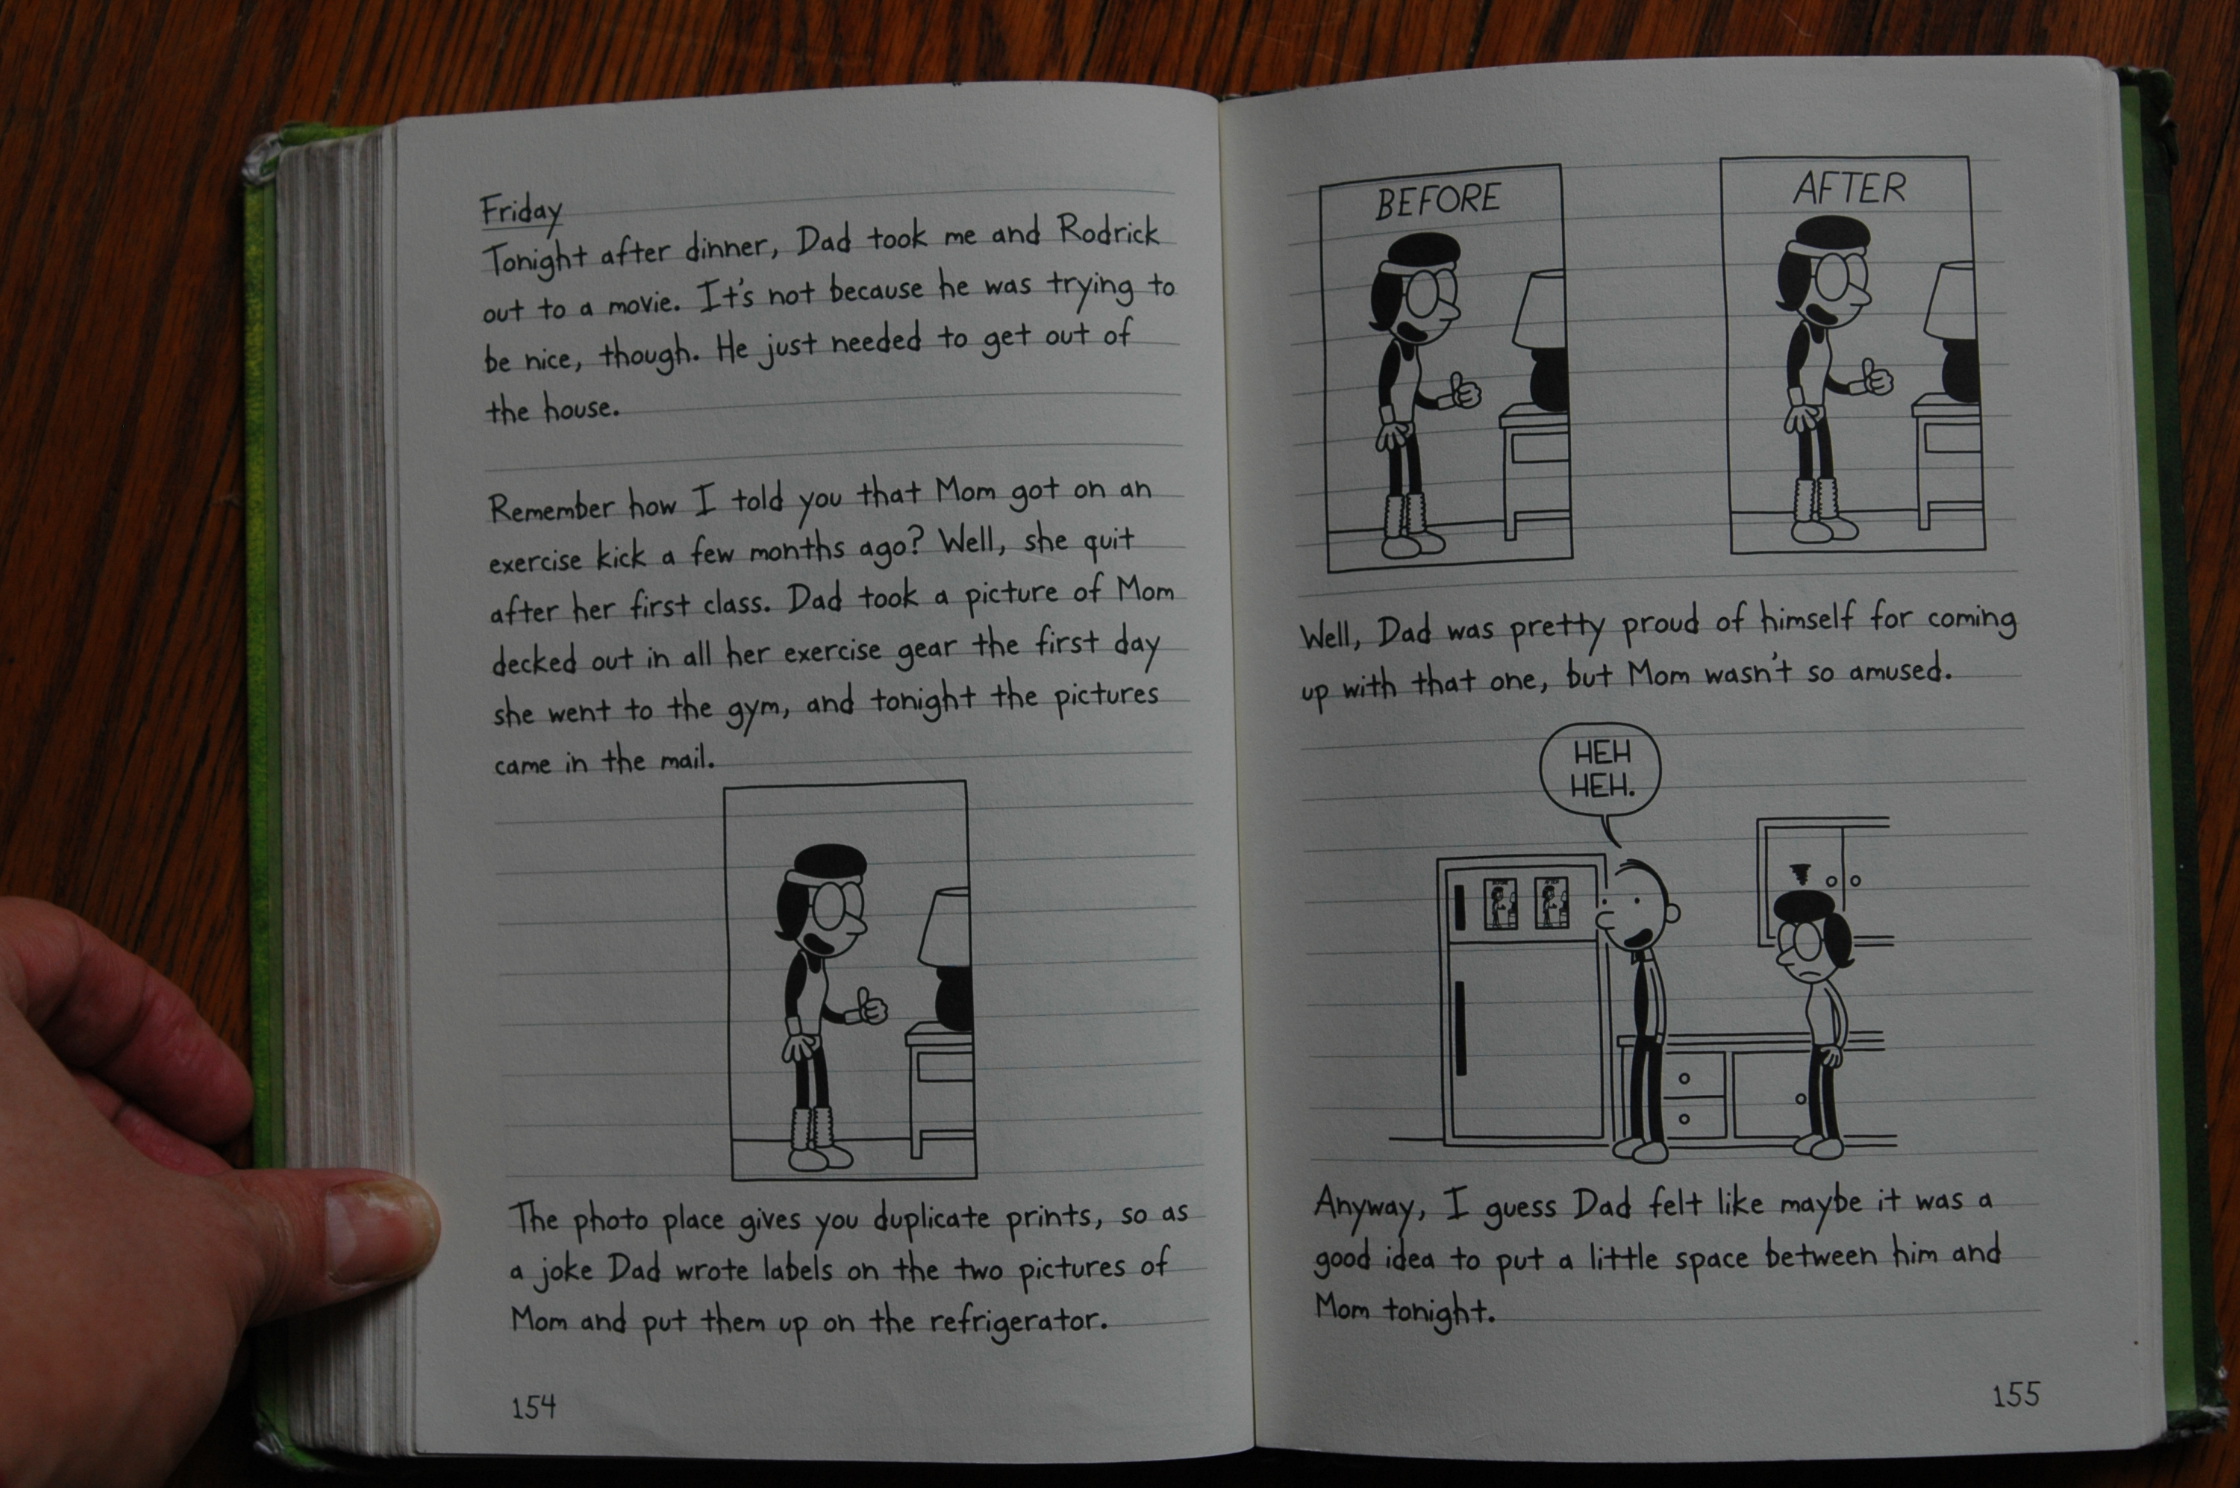 Friday
Tonight after dinner, Dad took me and Rodrick
out to a movie. It's not because he was trying to
be nice, though. He just needed to get out of
the house.
Remember how I told you that Mom got on an
exercise kick a few months ago? Well, she quit
after her first class. Dad took a picture of Mom
decked out in all her exercise gear the first day
she went to the gym, and tonight the pictures
came in the mail.
The photo place gives you duplicate prints, so as
a joke Dad wrote labels on the two pictures of
Mom and put them up on the refrigerator.
154
BEFORE
AFTER
Well, Dad was pretty proud of himself for coming
up with that one, but Mom wasn't so amused.
HEH
HEH.
BEFORE
AFTER
Anyway, I guess Dad felt like maybe it was a
good idea to put a little space between him and
Mom tonight.
155